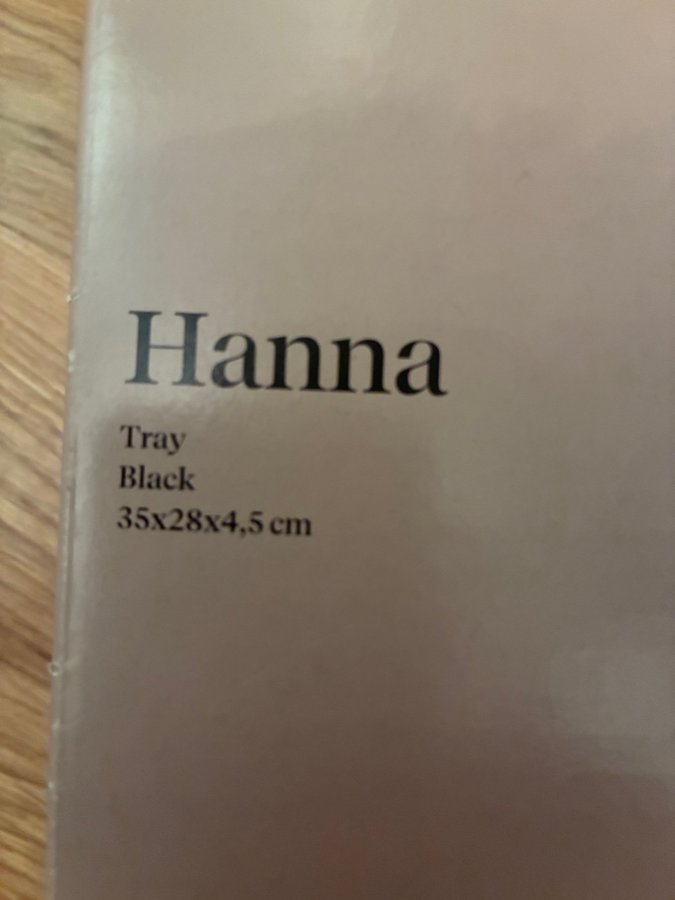 Hanna
Tray
Black
35x28x4,5 cm